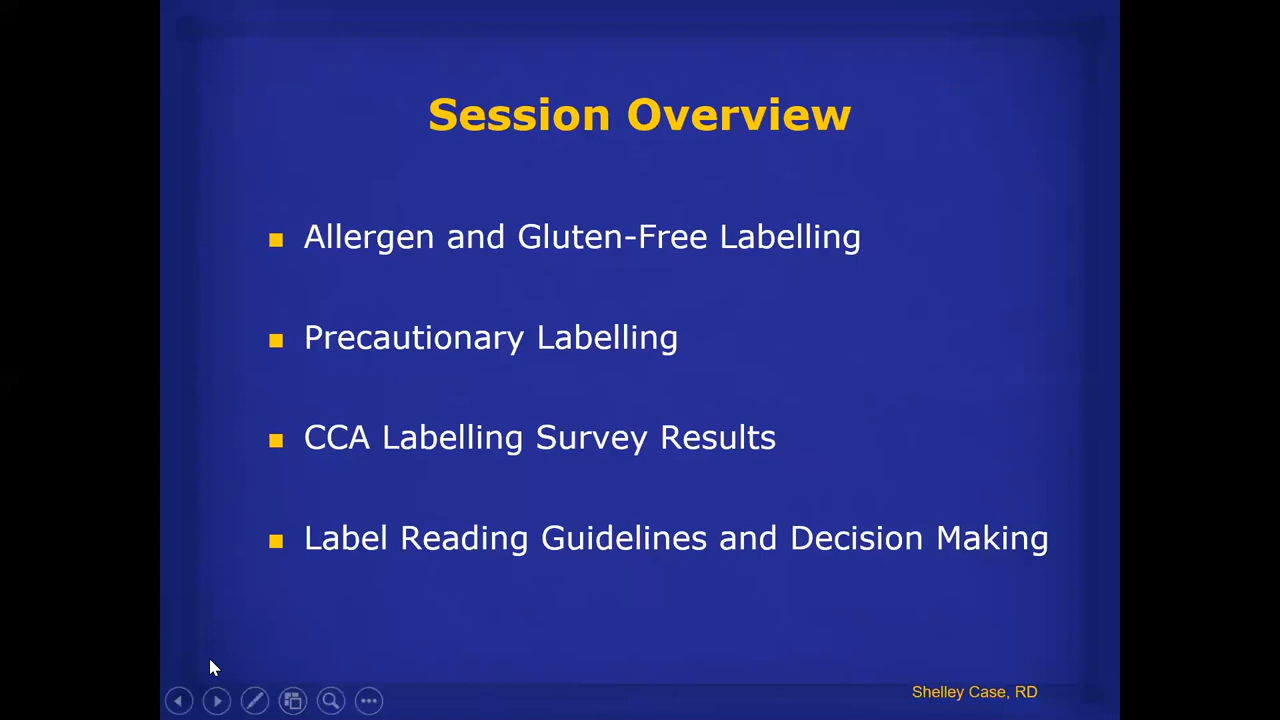 Session Overview
Allergen and Gluten-Free Labelling
Precautionary Labelling
CCA Labelling Survey Results
Label Reading Guidelines and Decision Making
Shelley Case, RD